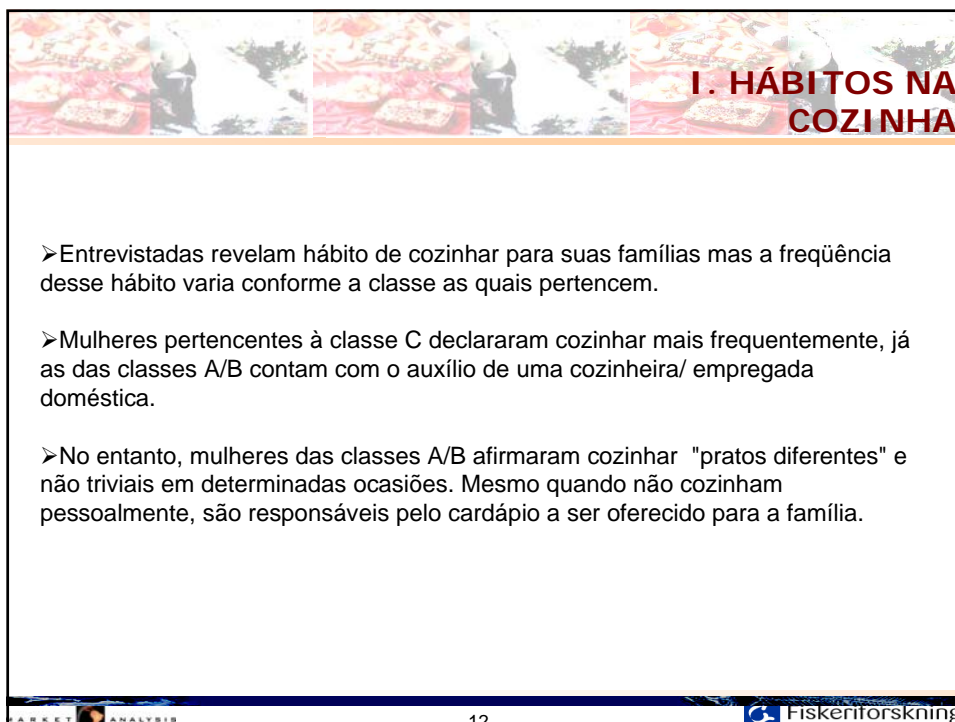 I. HÁBITOS NA
COZINHA
➢Entrevistadas revelam hábito de cozinhar para suas famílias mas a freqüência
desse hábito varia conforme a classe as quais pertencem.
➢Mulheres pertencentes à classe C declararam cozinhar mais frequentemente, já
as das classes A/B contam com o auxílio de uma cozinheira/ empregada
doméstica.
➢No entanto, mulheres das classes A/B afirmaram cozinhar "pratos diferentes" e
não triviais em determinadas ocasiões. Mesmo quando não cozinham
pessoalmente, são responsáveis pelo cardápio a ser oferecido para a família.
ARKET ANALYSIS
12
Fiskeriforskning